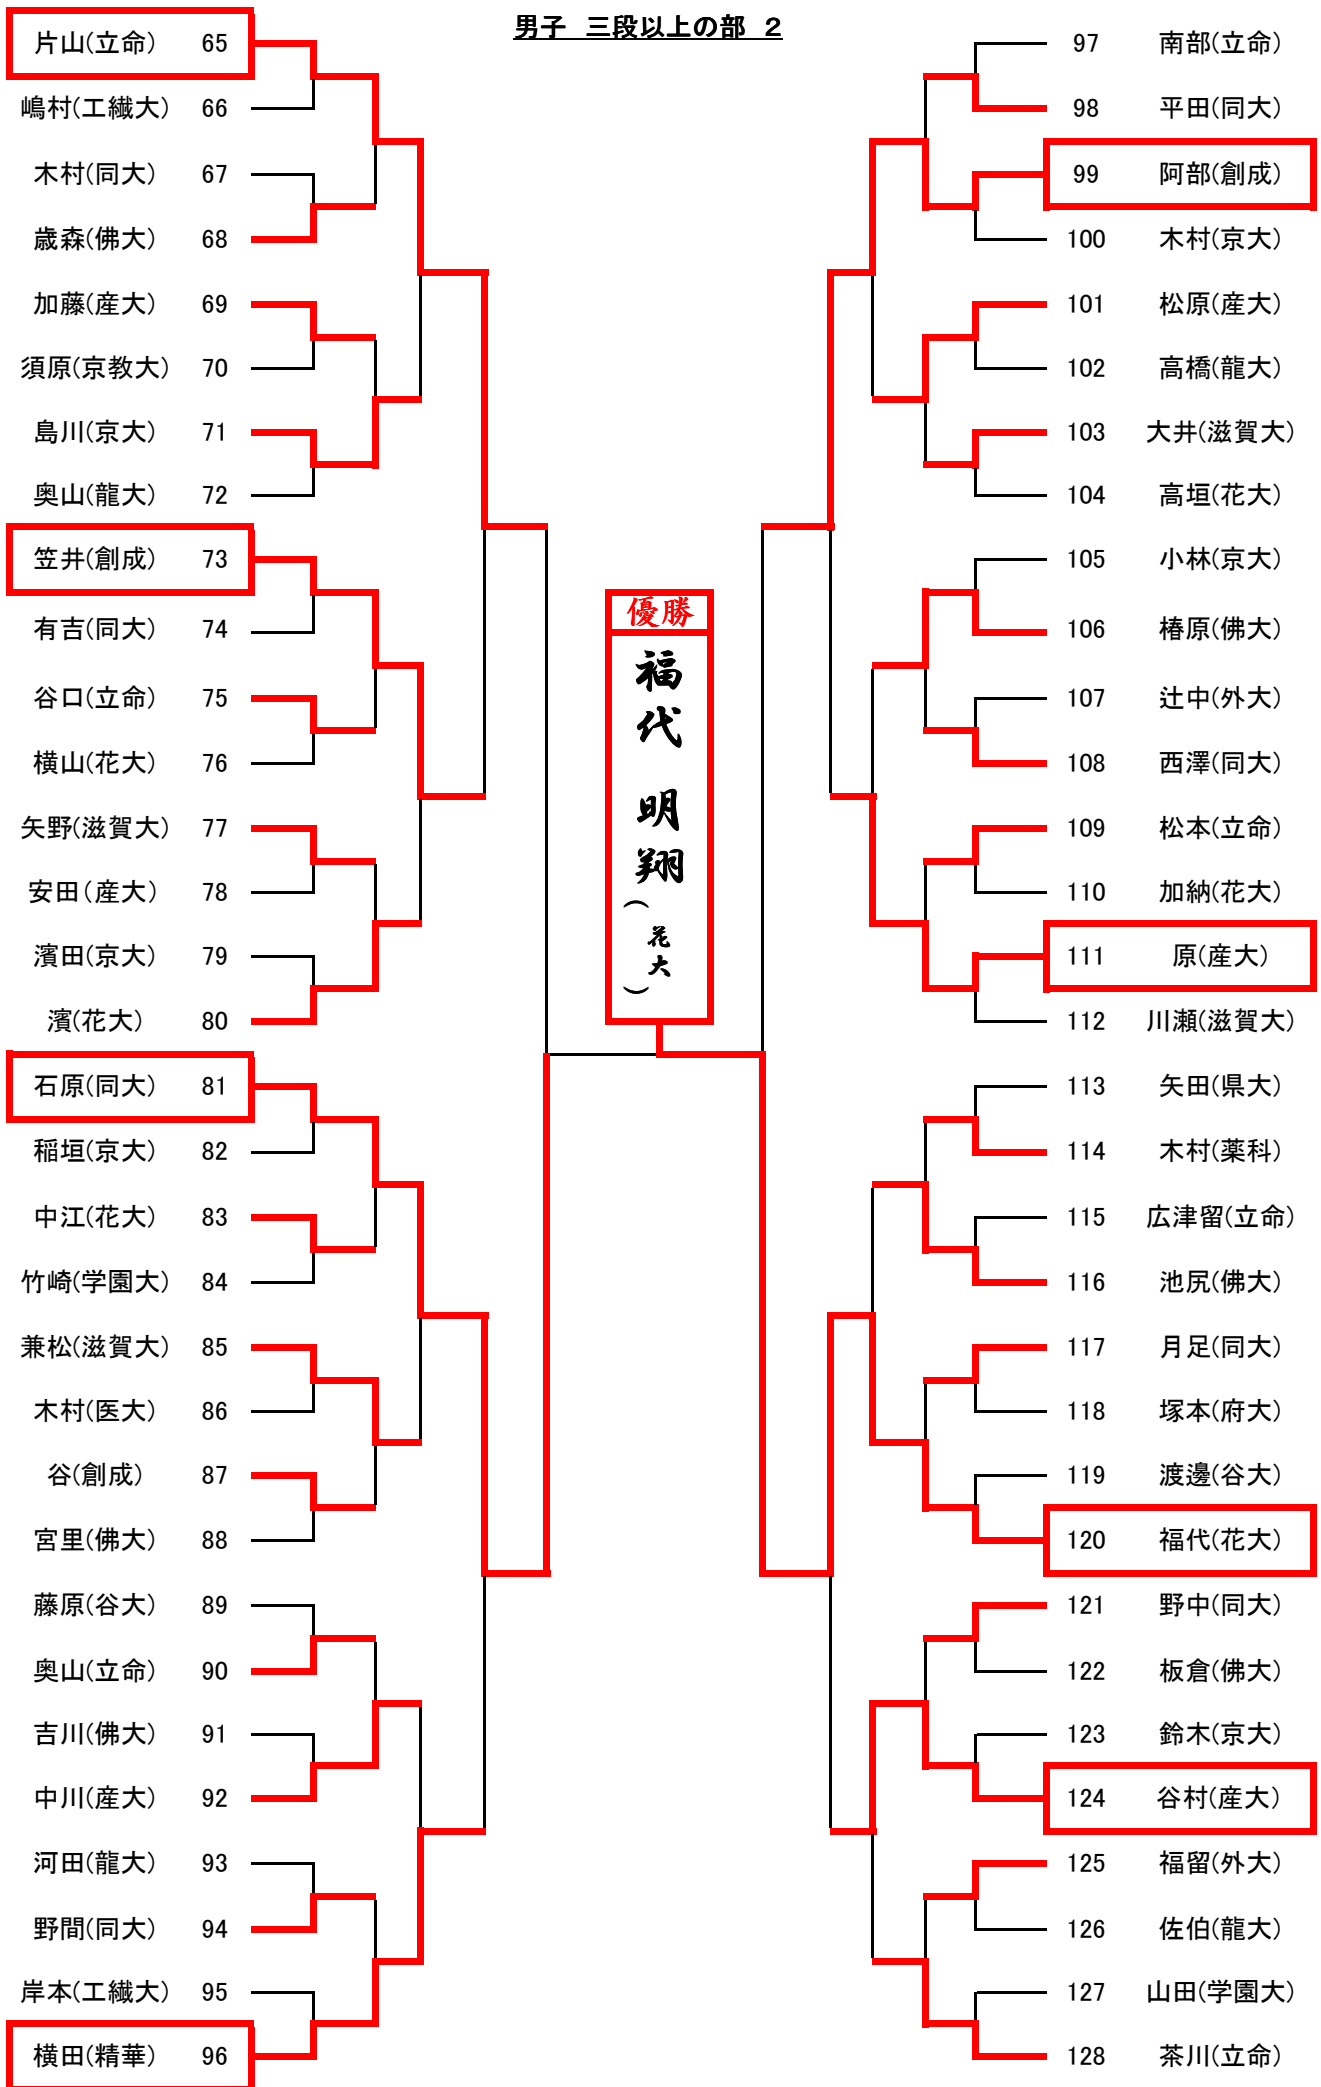 男子 三段以上の部 2
片山(立命) 65
嶋村(工繊大) 66
木村(同大) 67
歳森(佛大) 68
加藤(産大) 69
須原(京教大) 70
島川(京大) 71
奥山(龍大) 72
笠井(創成) 73
有吉(同大) 74
谷口(立命) 75
横山(花大) 76
矢野(滋賀大) 77
安田(産大) 78
濱田(京大) 79
濱(花大) 80
石原(同大) 81
稲垣(京大) 82
中江(花大) 83
竹崎(学園大) 84
兼松(滋賀大) 85
木村(医大) 86
谷(創成) 87
宮里(佛大) 88
藤原(谷大) 89
奥山(立命) 90
吉川(佛大) 91
中川(産大) 92
河田(龍大) 93
野間(同大) 94
岸本(工繊大) 95
横田(精華) 96
優勝
福代 明翔(花大)
97 南部(立命)
98 平田(同大)
99 阿部(創成)
100 木村(京大)
101 松原(産大)
102 高橋(龍大)
103 大井(滋賀大)
104 高垣(花大)
105 小林(京大)
106 椿原(佛大)
107 辻中(外大)
108 西澤(同大)
109 松本(立命)
110 加納(花大)
111 原(産大)
112 川瀬(滋賀大)
113 矢田(県大)
114 木村(薬科)
115 広津留(立命)
116 池尻(佛大)
117 月足(同大)
118 塚本(府大)
119 渡邊(谷大)
120 福代(花大)
121 野中(同大)
122 板倉(佛大)
123 鈴木(京大)
124 谷村(産大)
125 福留(外大)
126 佐伯(龍大)
127 山田(学園大)
128 茶川(立命)